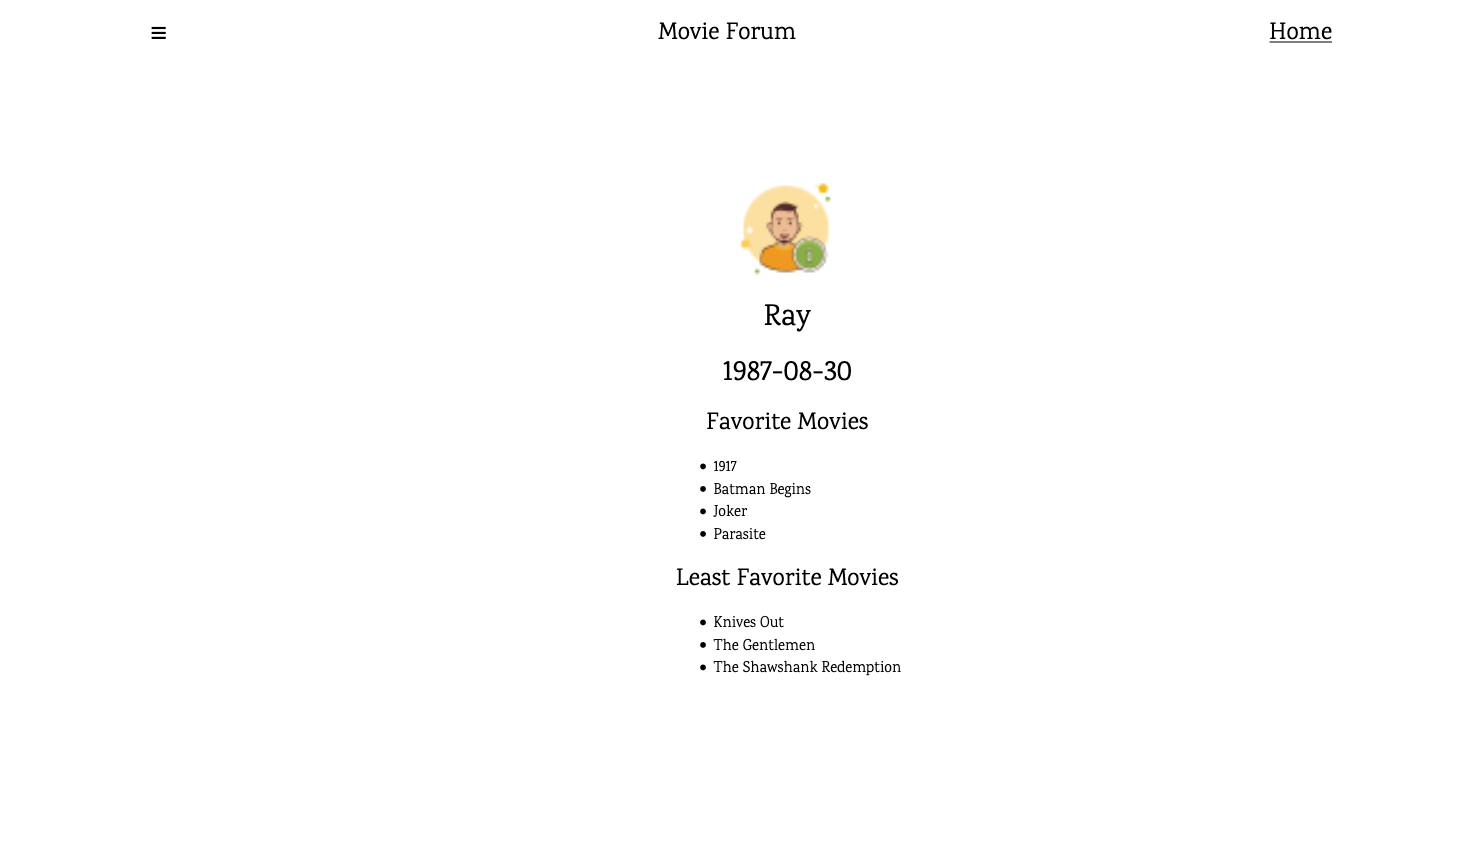 Movie Forum
Home
Ray
1987-08-30
Favorite Movies
1917
Batman Begins
Joker
Parasite
Least Favorite Movies
Knives Out
The Gentlemen
The Shawshank Redemption